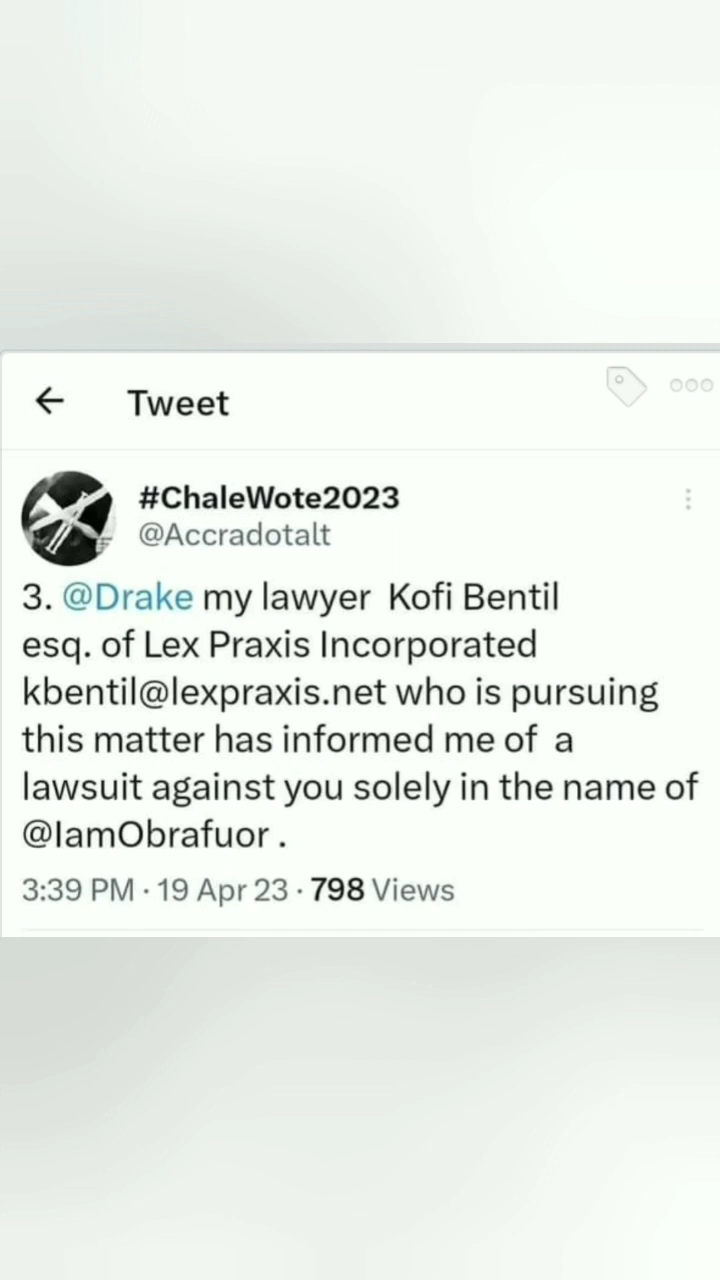 Tweet
#ChaleWote2023
@Accradotalt
3. @Drake my lawyer Kofi Bentil
esq. of Lex Praxis Incorporated
kbentil@lexpraxis.net who is pursuing
this matter has informed me of a
lawsuit against you solely in the name of
@IamObrafuor .
3:39 PM · 19 Apr 23 · 798 Views